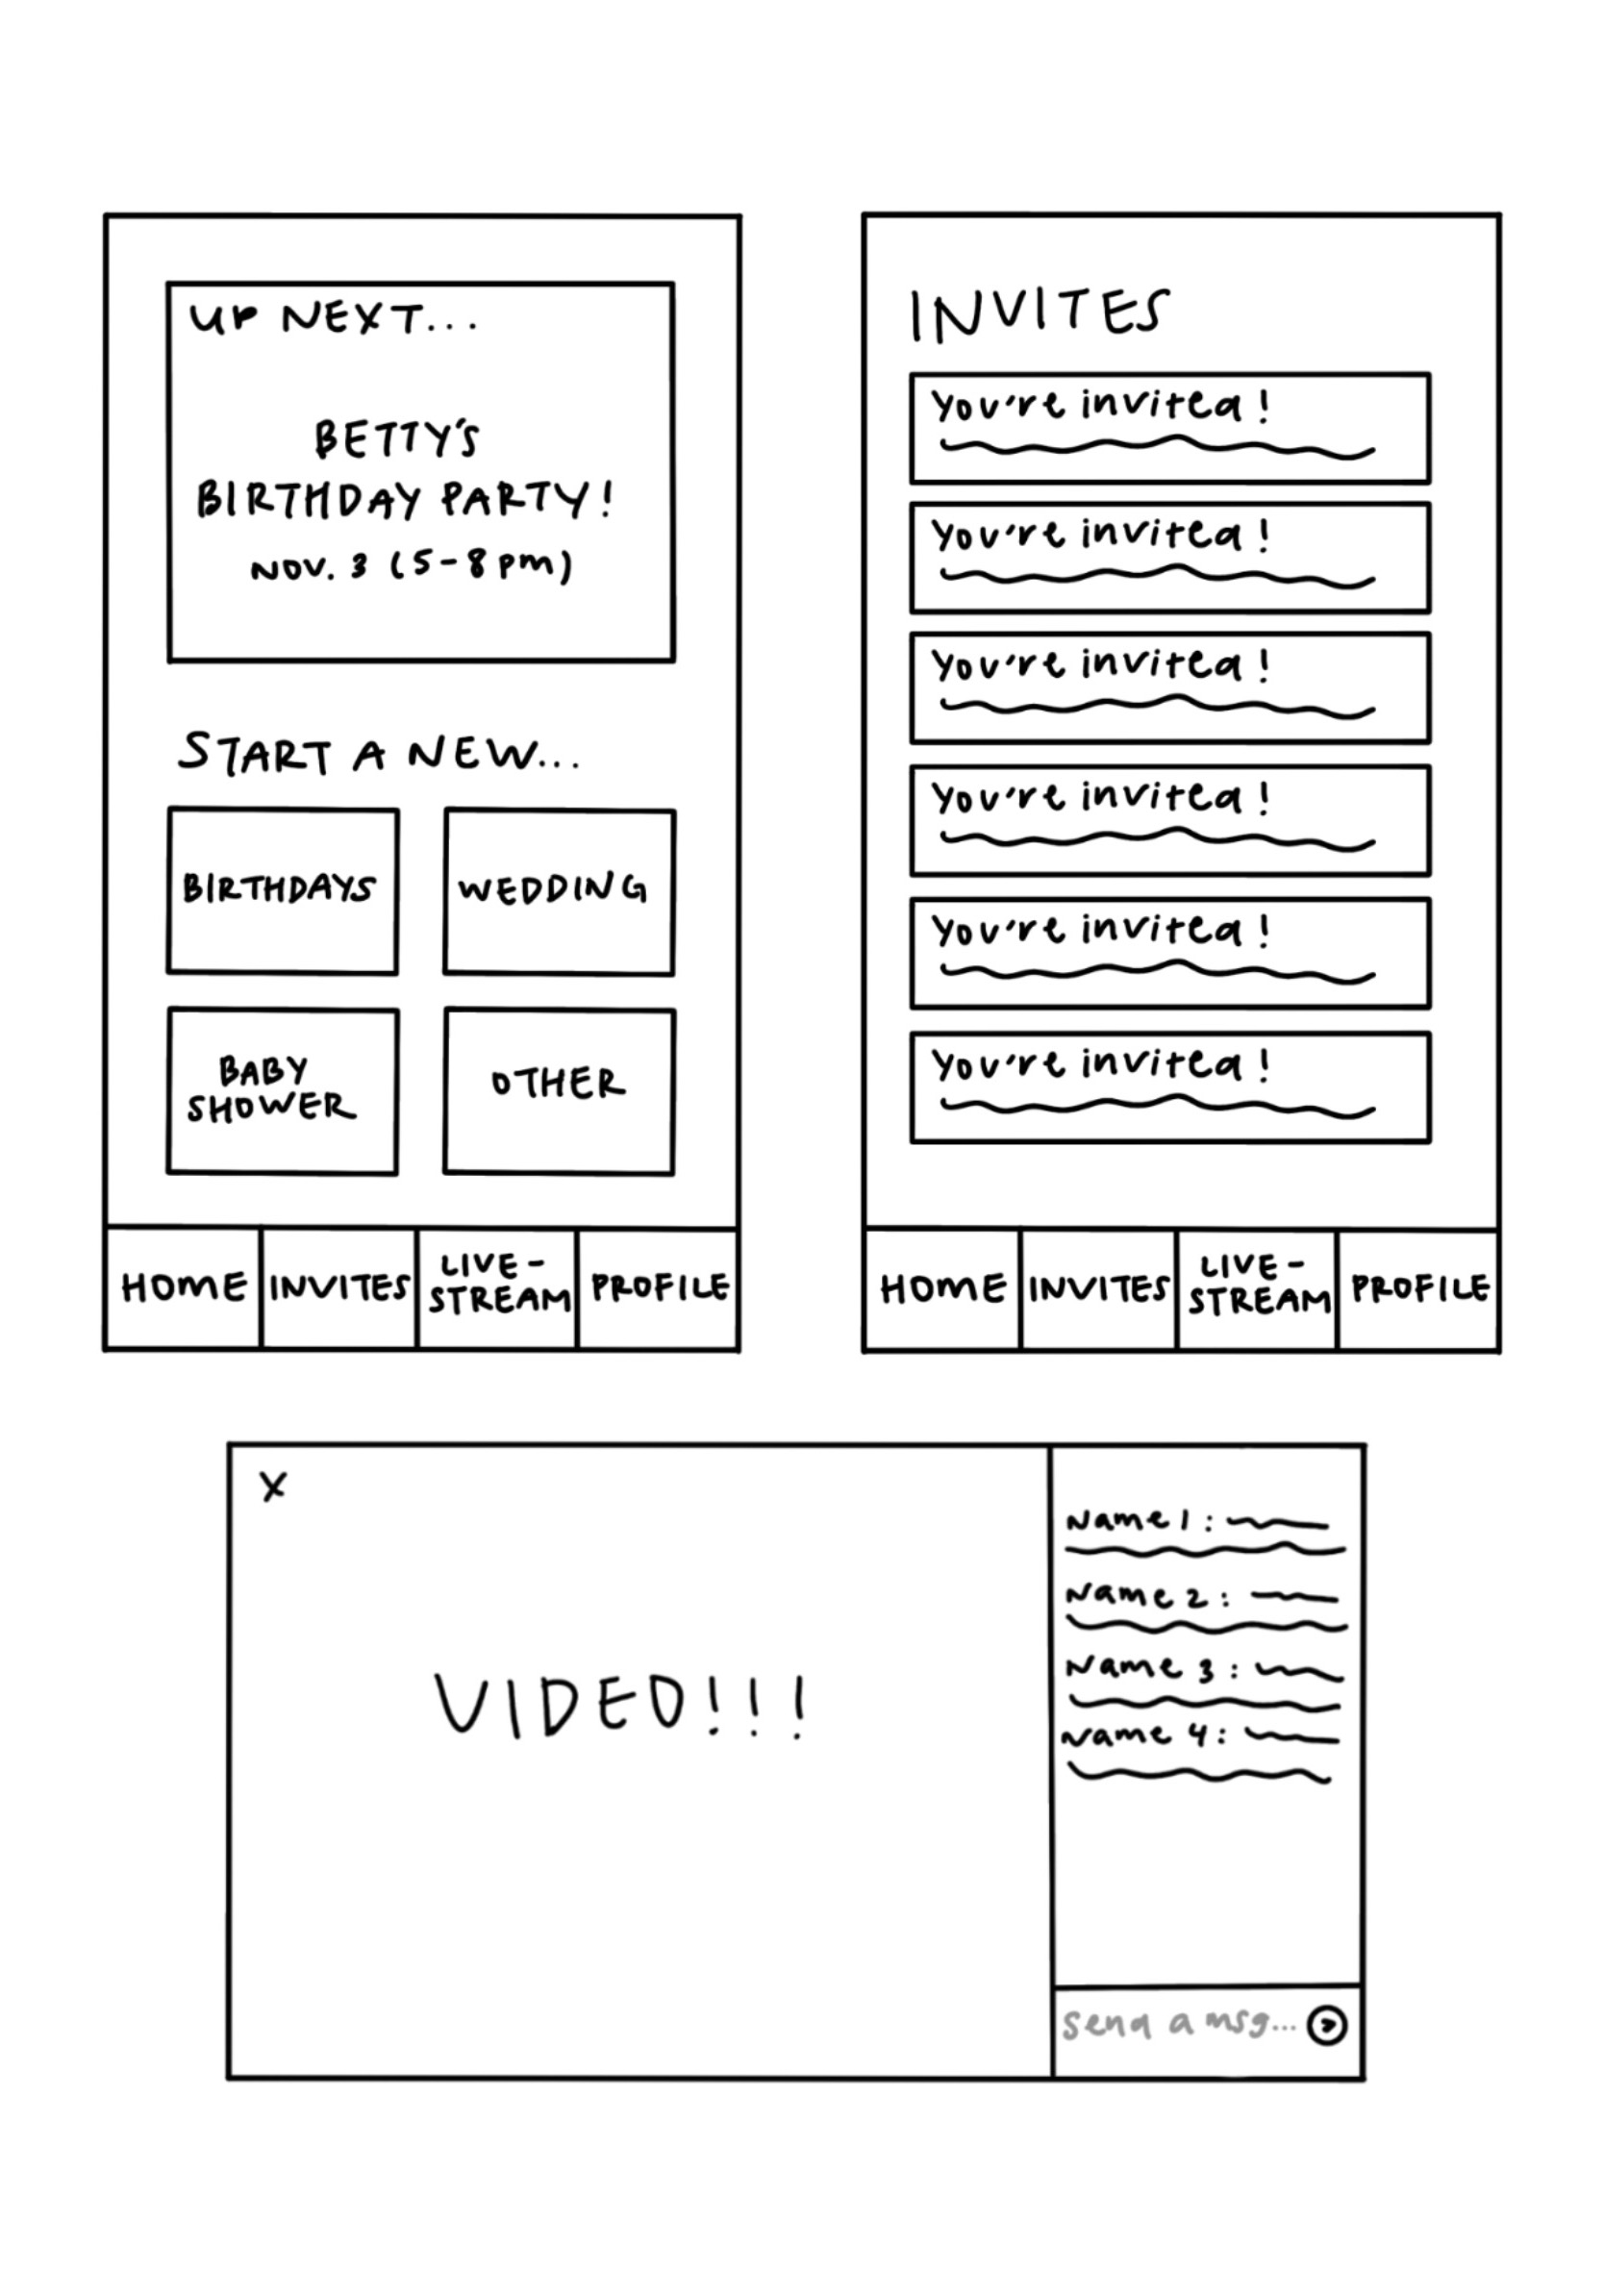 UP NEXT...
BETTY'S
BIRTHDAY PARTY!
NOV. 3 (5-8 pm)
START A NEW...
BIRTHDAYS
WEDDING
BABY
SHOWER
OTHER
HOME
INVITES
LIVE-
STREAM
PROFILE
INVITES
You're invited!
You're invited!
You're invited!
You're invited!
You're invited!
You're invited!
HOME
INVITES
LIVE-
STREAM
PROFILE
X
VIDEO!!!
Name 1:
Name 2:
Name 3:
Name 4:
send a msg...